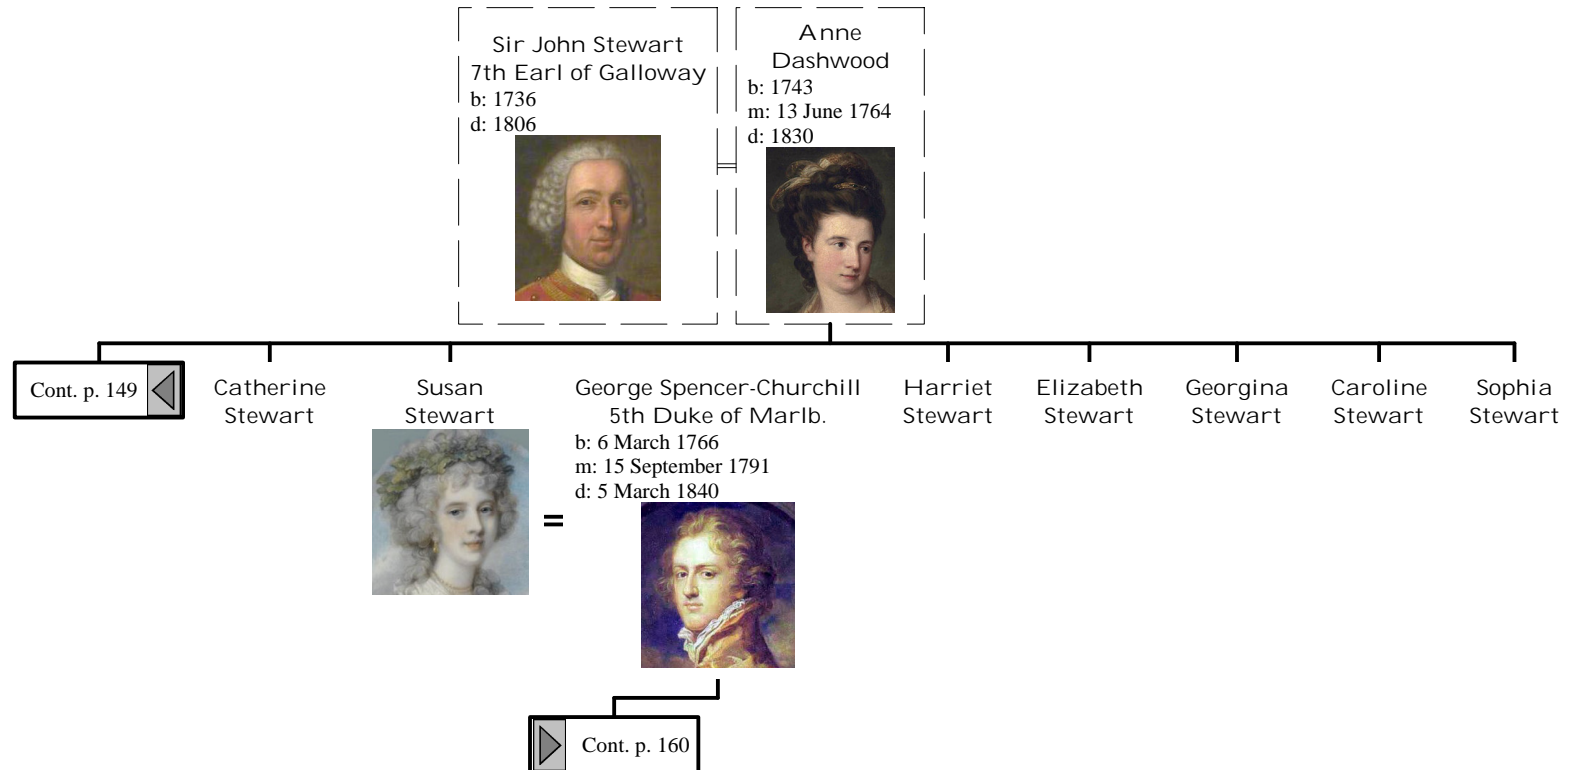 Sir John Stewart
7th Earl of Galloway
b: 1736
d: 1806
Anne
Dashwood
b: 1743
m: 13 June 1764
d: 1830
=
Cont. p. 149
Catherine
Stewart
Susan
Stewart
=
George Spencer-Churchill
5th Duke of Marlb.
b: 6 March 1766
m: 15 September 1791
d: 5 March 1840
Harriet
Stewart
Elizabeth
Stewart
Georgina
Stewart
Caroline
Stewart
Sophia
Stewart
Cont. p. 160